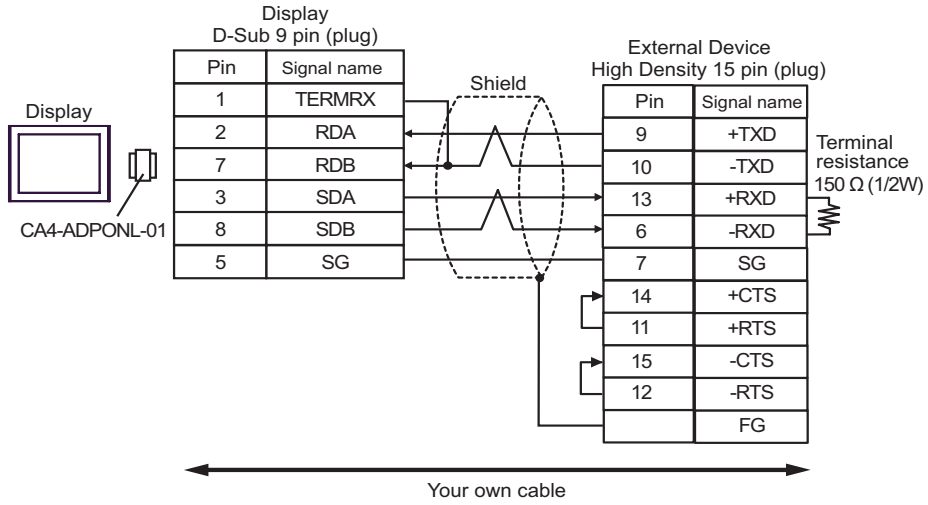 Display
D-Sub 9 pin (plug)
Pin Signal name
1 TERMRX
2 RDA
7 RDB
3 SDA
8 SDB
5 SG
Display
CA4-ADPONL-01
Shield
External Device
High Density 15 pin (plug)
Pin Signal name
9 +TXD
10 -TXD
13 +RXD
6 -RXD
7 SG
14 +CTS
11 +RTS
15 -CTS
12 -RTS
FG
Terminal
resistance
150 Ω (1/2W)
Your own cable